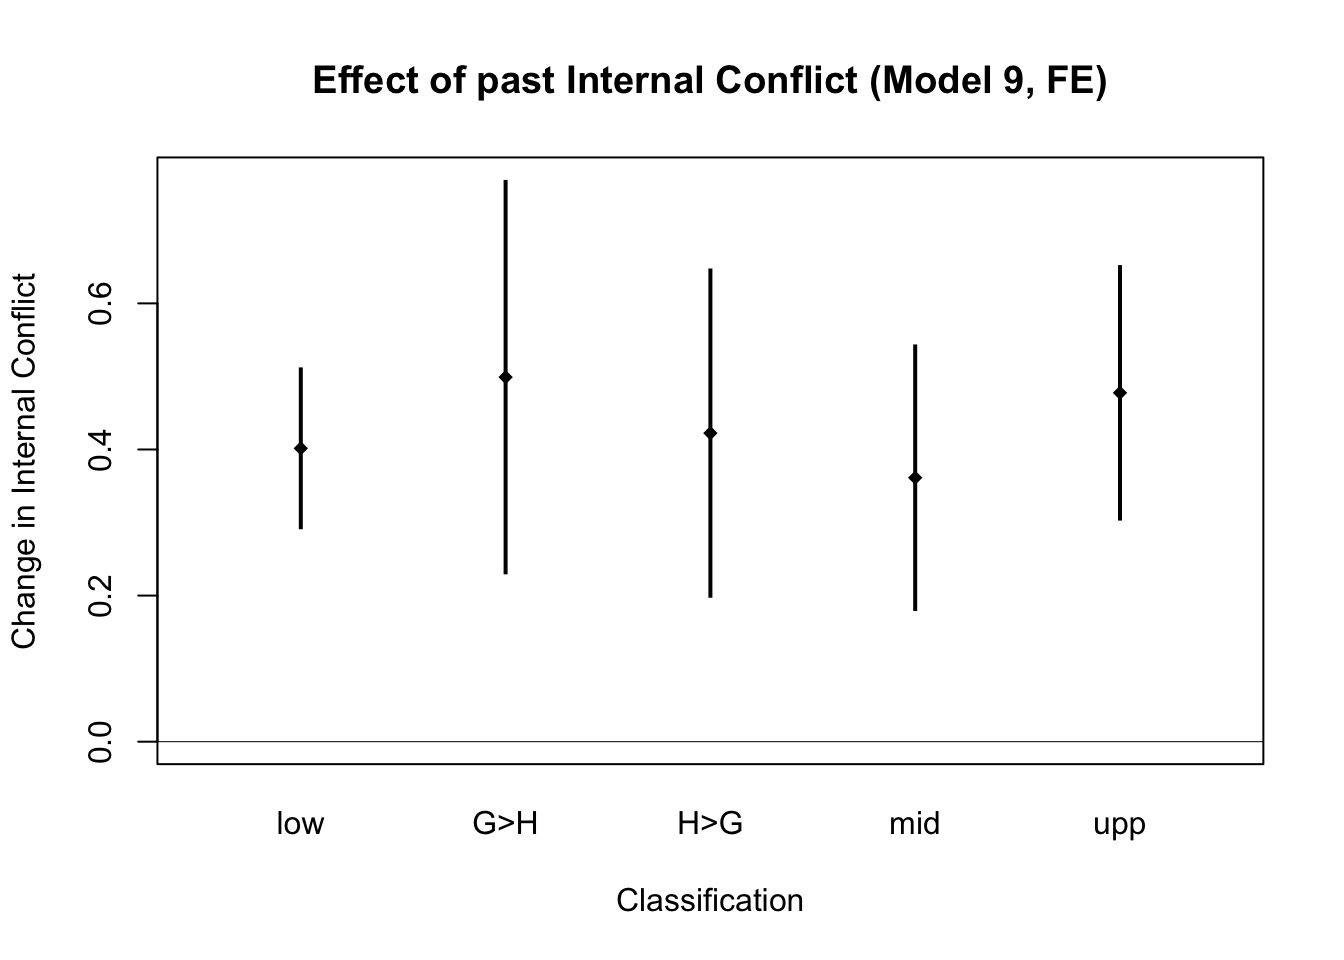 Effect of past Internal Conflict (Model 9, FE)
Change in Internal Conflict
0.6
0.4
0.2
0.0
low G>H H>G mid upp
Classification